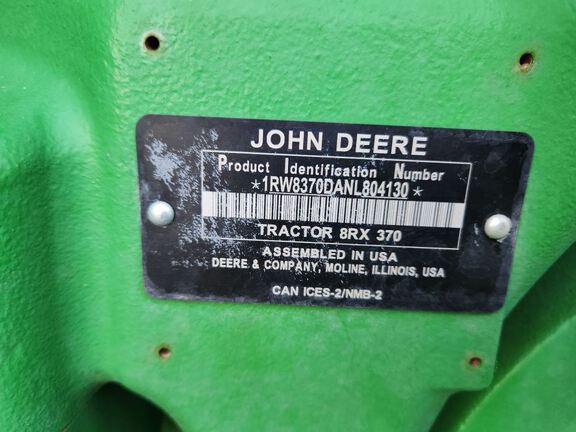 JOHN DEERE
Product Identification Number
*1RW8370DANL804130*
TRACTOR 8RX 370
ASSEMBLED IN USA
DEERE & COMPANY, MOLINE, ILLINOIS, USA
CAN ICES-2/NMB-2